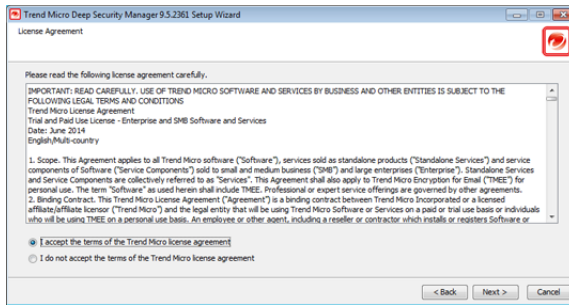 Trend Micro Deep Security Manager 9.5.2361 Setup Wizard
License Agreement
Please read the following license agreement carefully.
IMPORTANT: READ CAREFULLY. USE OF TREND MICRO SOFTWARE AND SERVICES BY BUSINESS AND OTHER ENTITIES IS SUBJECT TO THE
FOLLOWING LEGAL TERMS AND CONDITIONS
Trend Micro License Agreement
Trial and Paid Use License - Enterprise and SMB Software and Services
Date: June 2014
English/Multi-country
1. Scope. This Agreement applies to all Trend Micro software ("Software"), services sold as standalone products ("Standalone Services") and service
components of Software ("Service Components") sold to small and medium business ("SMB") and large enterprises ("Enterprise"). Standalone Services
and Service Components are collectively referred to as "Services". This Agreement shall also apply to Trend Micro Encryption for Email ("TMEE") for
personal use. The term "Software" as used herein shall include TMEE. Professional or expert service offerings are governed by other agreements.
2. Binding Contract. This Trend Micro License Agreement ("Agreement") is a binding contract between Trend Micro Incorporated or a licensed
affiliate/affiliate licensor ("Trend Micro") and the legal entity that will be using Trend Micro Software or Services on a paid or trial use basis or individuals
who will be using TMEE on a personal use basis. An employee or other agent, including a reseller or contractor which installs or registers Software or
I accept the terms of the Trend Micro license agreement
I do not accept the terms of the Trend Micro license agreement
< Back Next > Cancel